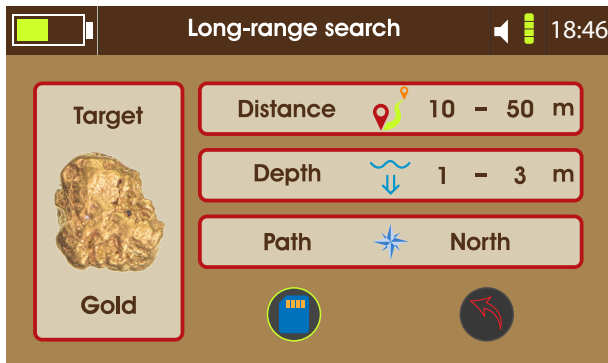 Long-range search
18:46
Target
Gold
Distance 10 - 50 m
Depth 1 - 3 m
Path North